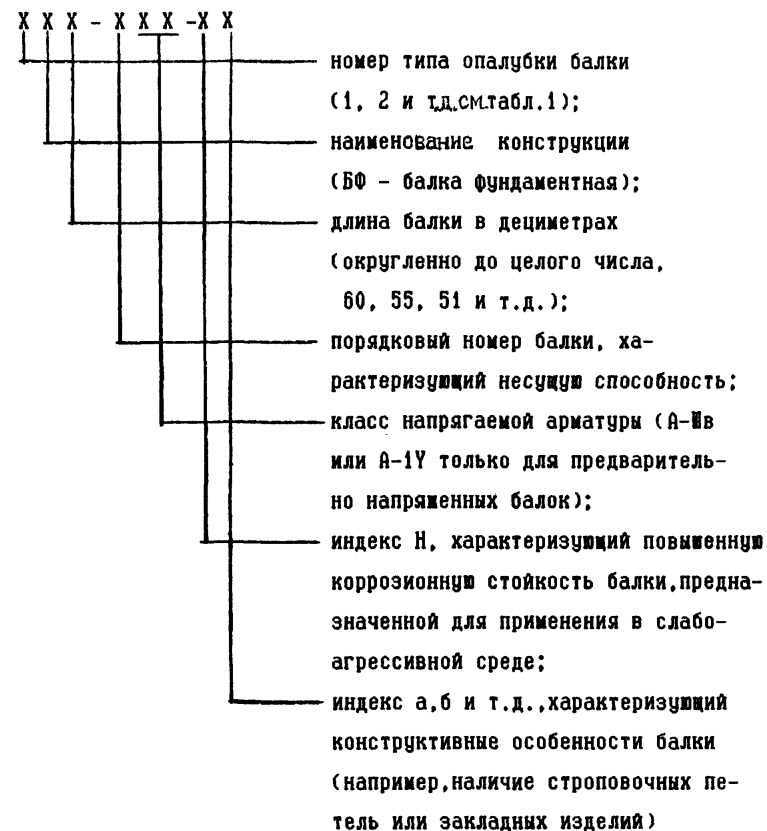 Х Х Х - Х Х Х -Х Х
номер типа опалубки балки
(1, 2 и т.д.см.табл.1);
наименование конструкции
(БФ - балка фундаментная);
длина балки в дециметрах
(округленно до целого числа,
60, 55, 51 и т.д.);
порядковый номер балки, ха-
рактеризующий несущую способность;
класс напрягаемой арматуры (А-Шв
или А-1Y только для предваритель-
но напряженных балок);
индекс Н, характеризующий повышенную
коррозионную стойкость балки,предна-
значенной для применения в слабо-
агрессивной среде;
индекс а,б и т.д.,характеризующий
конструктивные особенности балки
(например,наличие строповочных пе-
тель или закладных изделий)